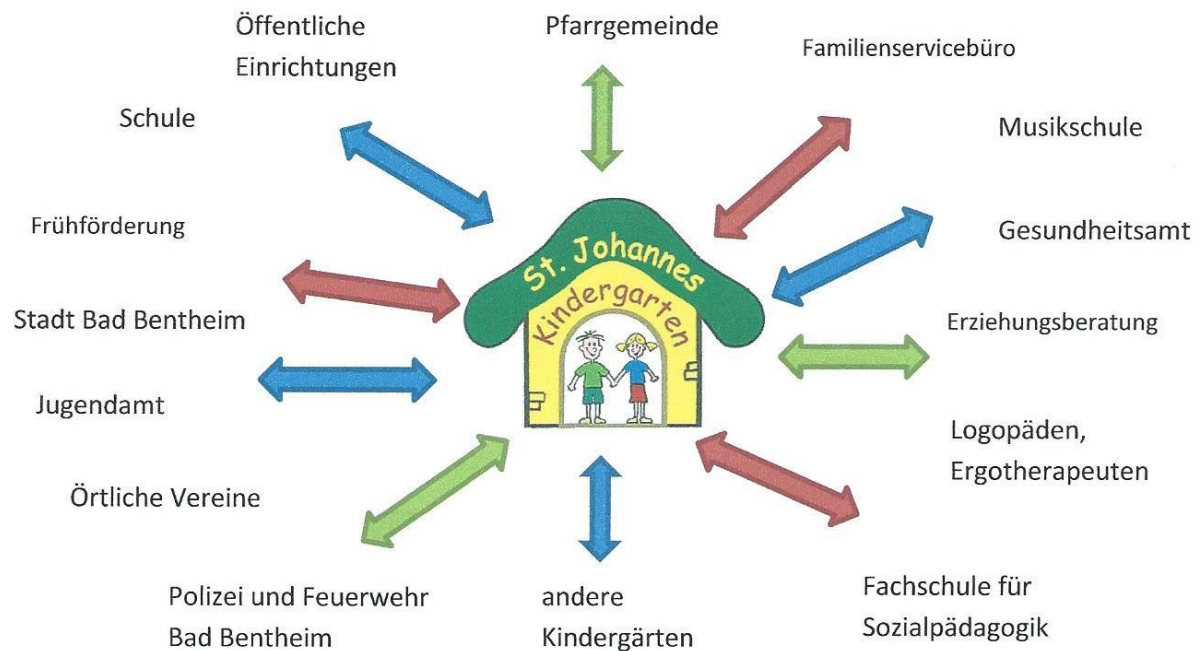 Öffentliche
Einrichtungen
Pfarrgemeinde
Familienservicebüro
Schule
Musikschule
Frühförderung
Gesundheitsamt
St. Johannes
Kindergarten
Stadt Bad Bentheim
Erziehungsberatung
Jugendamt
Logopäden,
Ergotherapeuten
Örtliche Vereine
Polizei und Feuerwehr
Bad Bentheim
andere
Kindergärten
Fachschule für
Sozialpädagogik